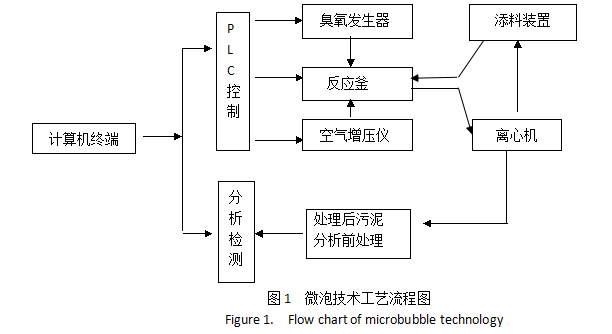 臭氧发生器
添料装置
P
L
C
控
制
反应釜
计算机终端
空气增压仪
离心机
分
析
检
测
处理后污泥
分析前处理
图 1 微泡技术工艺流程图
Figure 1. Flow chart of microbubble technology